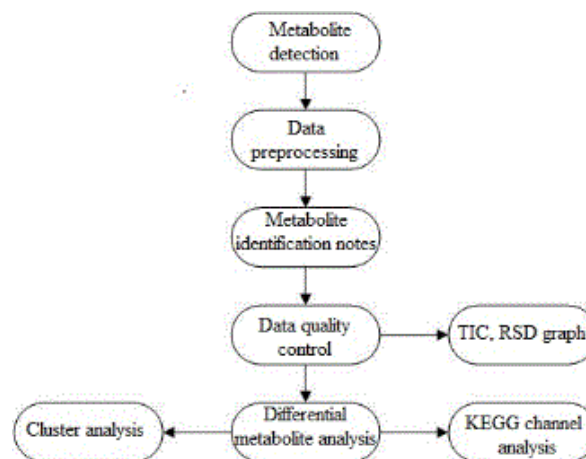 Metabolite
detection
Data
preprocessing
Metabolite
identification notes
Data quality
control
TIC, RSD graph
Cluster analysis
Differential
metabolite analysis
KEGG channel
analysis